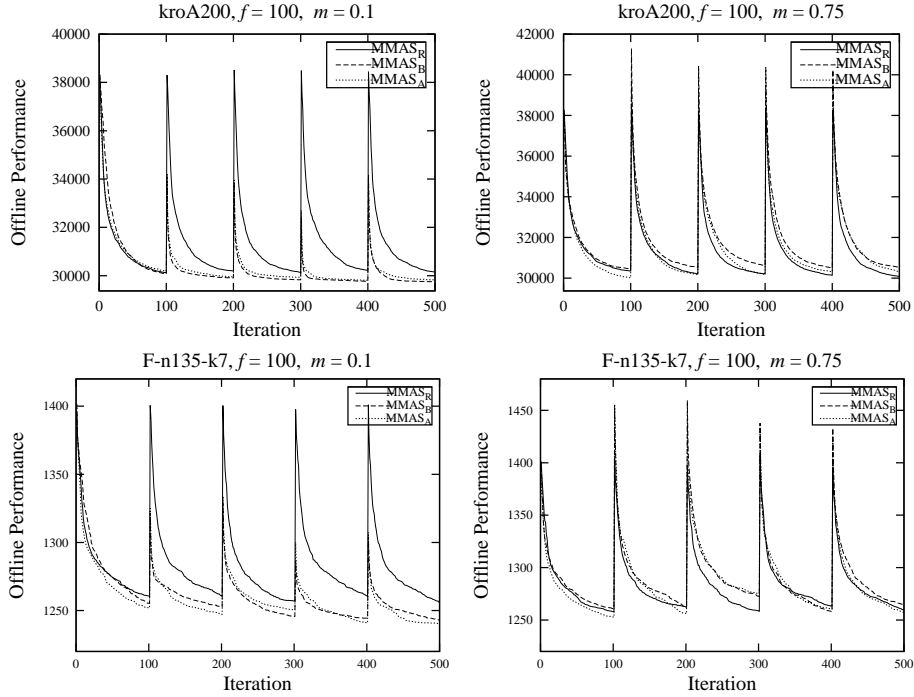 kroA200, f = 100, m = 0.1
40000
38000
36000
34000
32000
30000
Offline Performance
MMAS_R
MMAS_B
MMAS_A
0 100 200 300 400 500
Iteration
kroA200, f = 100, m = 0.75
42000
40000
38000
36000
34000
32000
30000
Offline Performance
MMAS_R
MMAS_B
MMAS_A
0 100 200 300 400 500
Iteration
F-n135-k7, f = 100, m = 0.1
1400
1350
1300
1250
Offline Performance
MMAS_R
MMAS_B
MMAS_A
0 100 200 300 400 500
Iteration
F-n135-k7, f = 100, m = 0.75
1450
1400
1350
1300
1250
Offline Performance
MMAS_R
MMAS_B
MMAS_A
0 100 200 300 400 500
Iteration